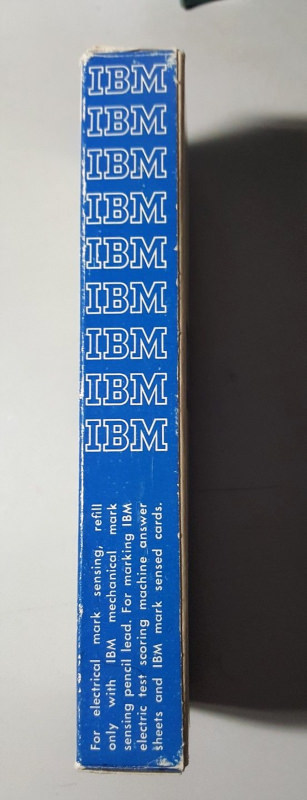 IBM
IBM
IBM
IBM
IBM
IBM
IBM
IBM
IBM
For electrical mark sensing, refill
only with IBM mechanical mark
sensing pencil lead. For marking IBM
electric test scoring machine answer
sheets and IBM mark sensed cards.